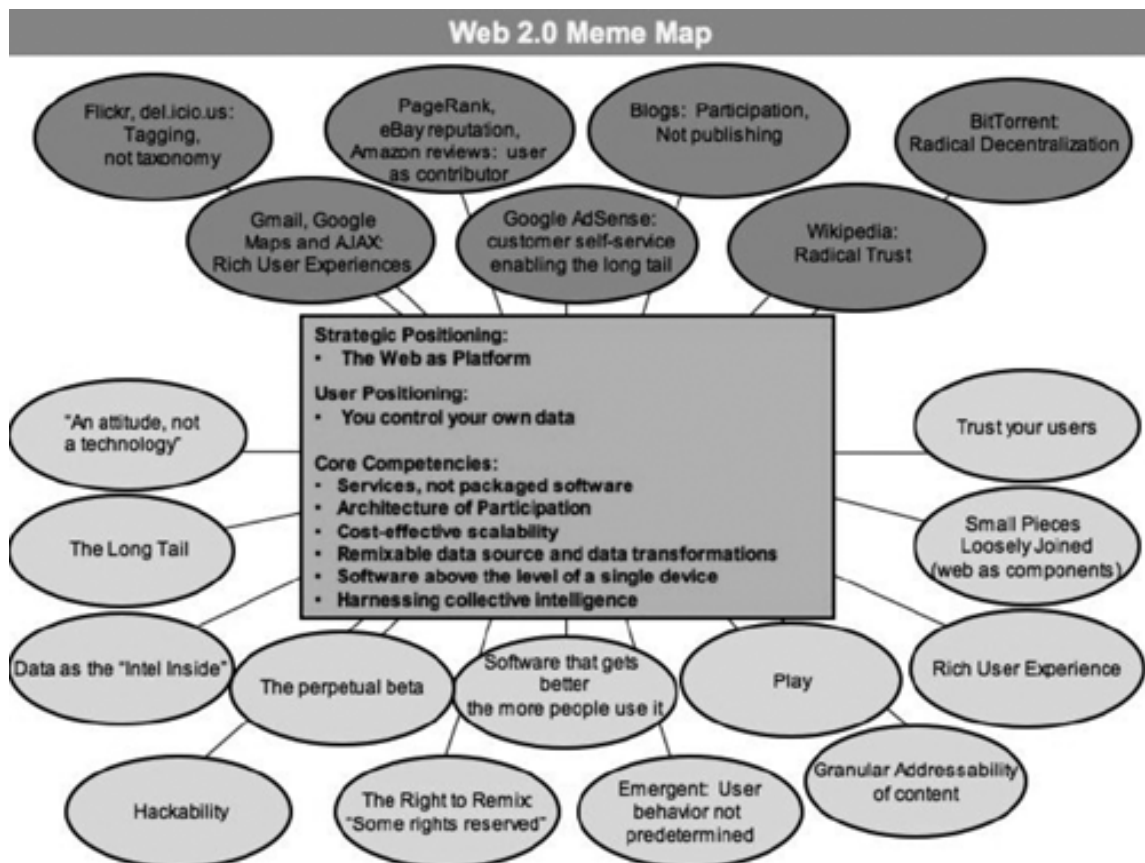 Web 2.0 Meme Map
Flickr, del.icio.us:
Tagging,
not taxonomy
PageRank,
eBay reputation,
Amazon reviews: user
as contributor
Blogs: Participation,
Not publishing
BitTorrent:
Radical Decentralization
Gmail, Google
Maps and AJAX:
Rich User Experiences
Google AdSense:
customer self-service
enabling the long tail
Wikipedia:
Radical Trust
Strategic Positioning:
• The Web as Platform
User Positioning:
• You control your own data
Core Competencies:
• Services, not packaged software
• Architecture of Participation
• Cost-effective scalability
• Remixable data source and data transformations
• Software above the level of a single device
• Harnessing collective intelligence
"An attitude, not
a technology"
Trust your users
The Long Tail
Small Pieces
Loosely Joined
(web as components)
Data as the "Intel Inside"
The perpetual beta
Software that gets
better
the more people use it
Play
Rich User Experience
Hackability
The Right to Remix:
"Some rights reserved"
Emergent: User
behavior not
predetermined
Granular Addressability
of content